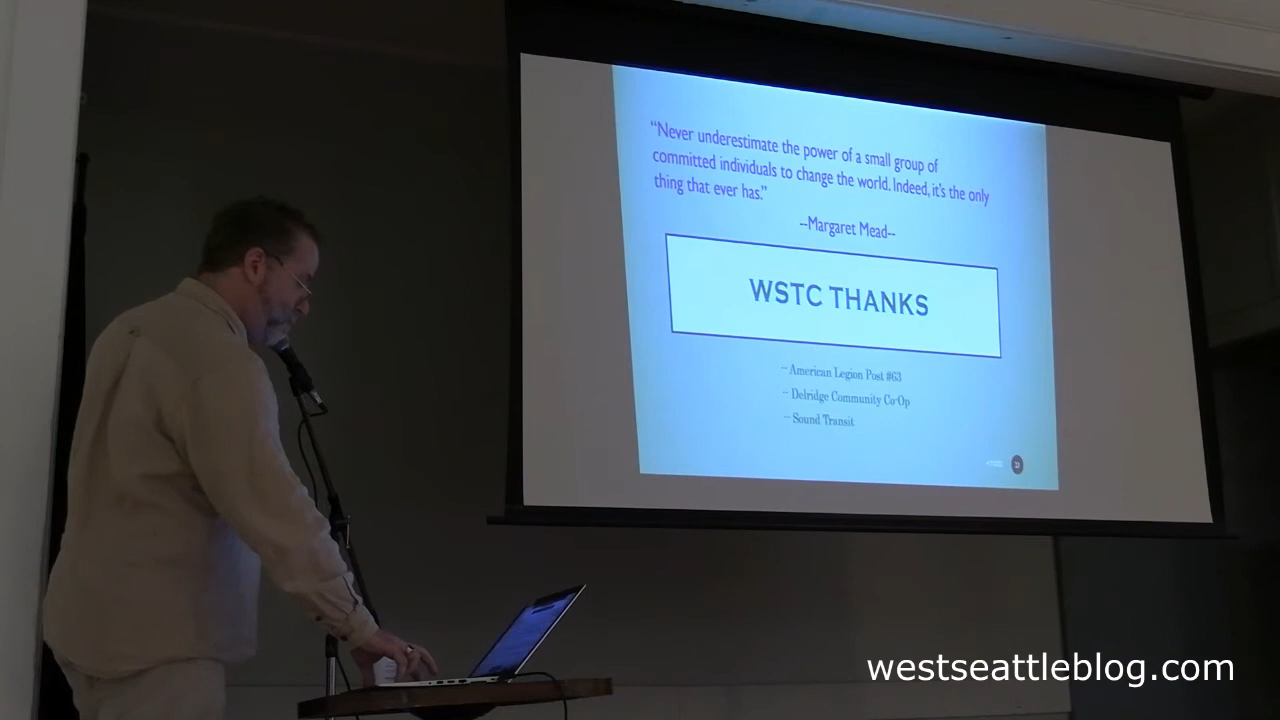 “Never underestimate the power of a small group of
committed individuals to change the world. Indeed, it’s the only
thing that ever has.”
--Margaret Mead--
WSTC THANKS
– American Legion Post #63
– Delridge Community Co-Op
– Sound Transit
westseattleblog.com